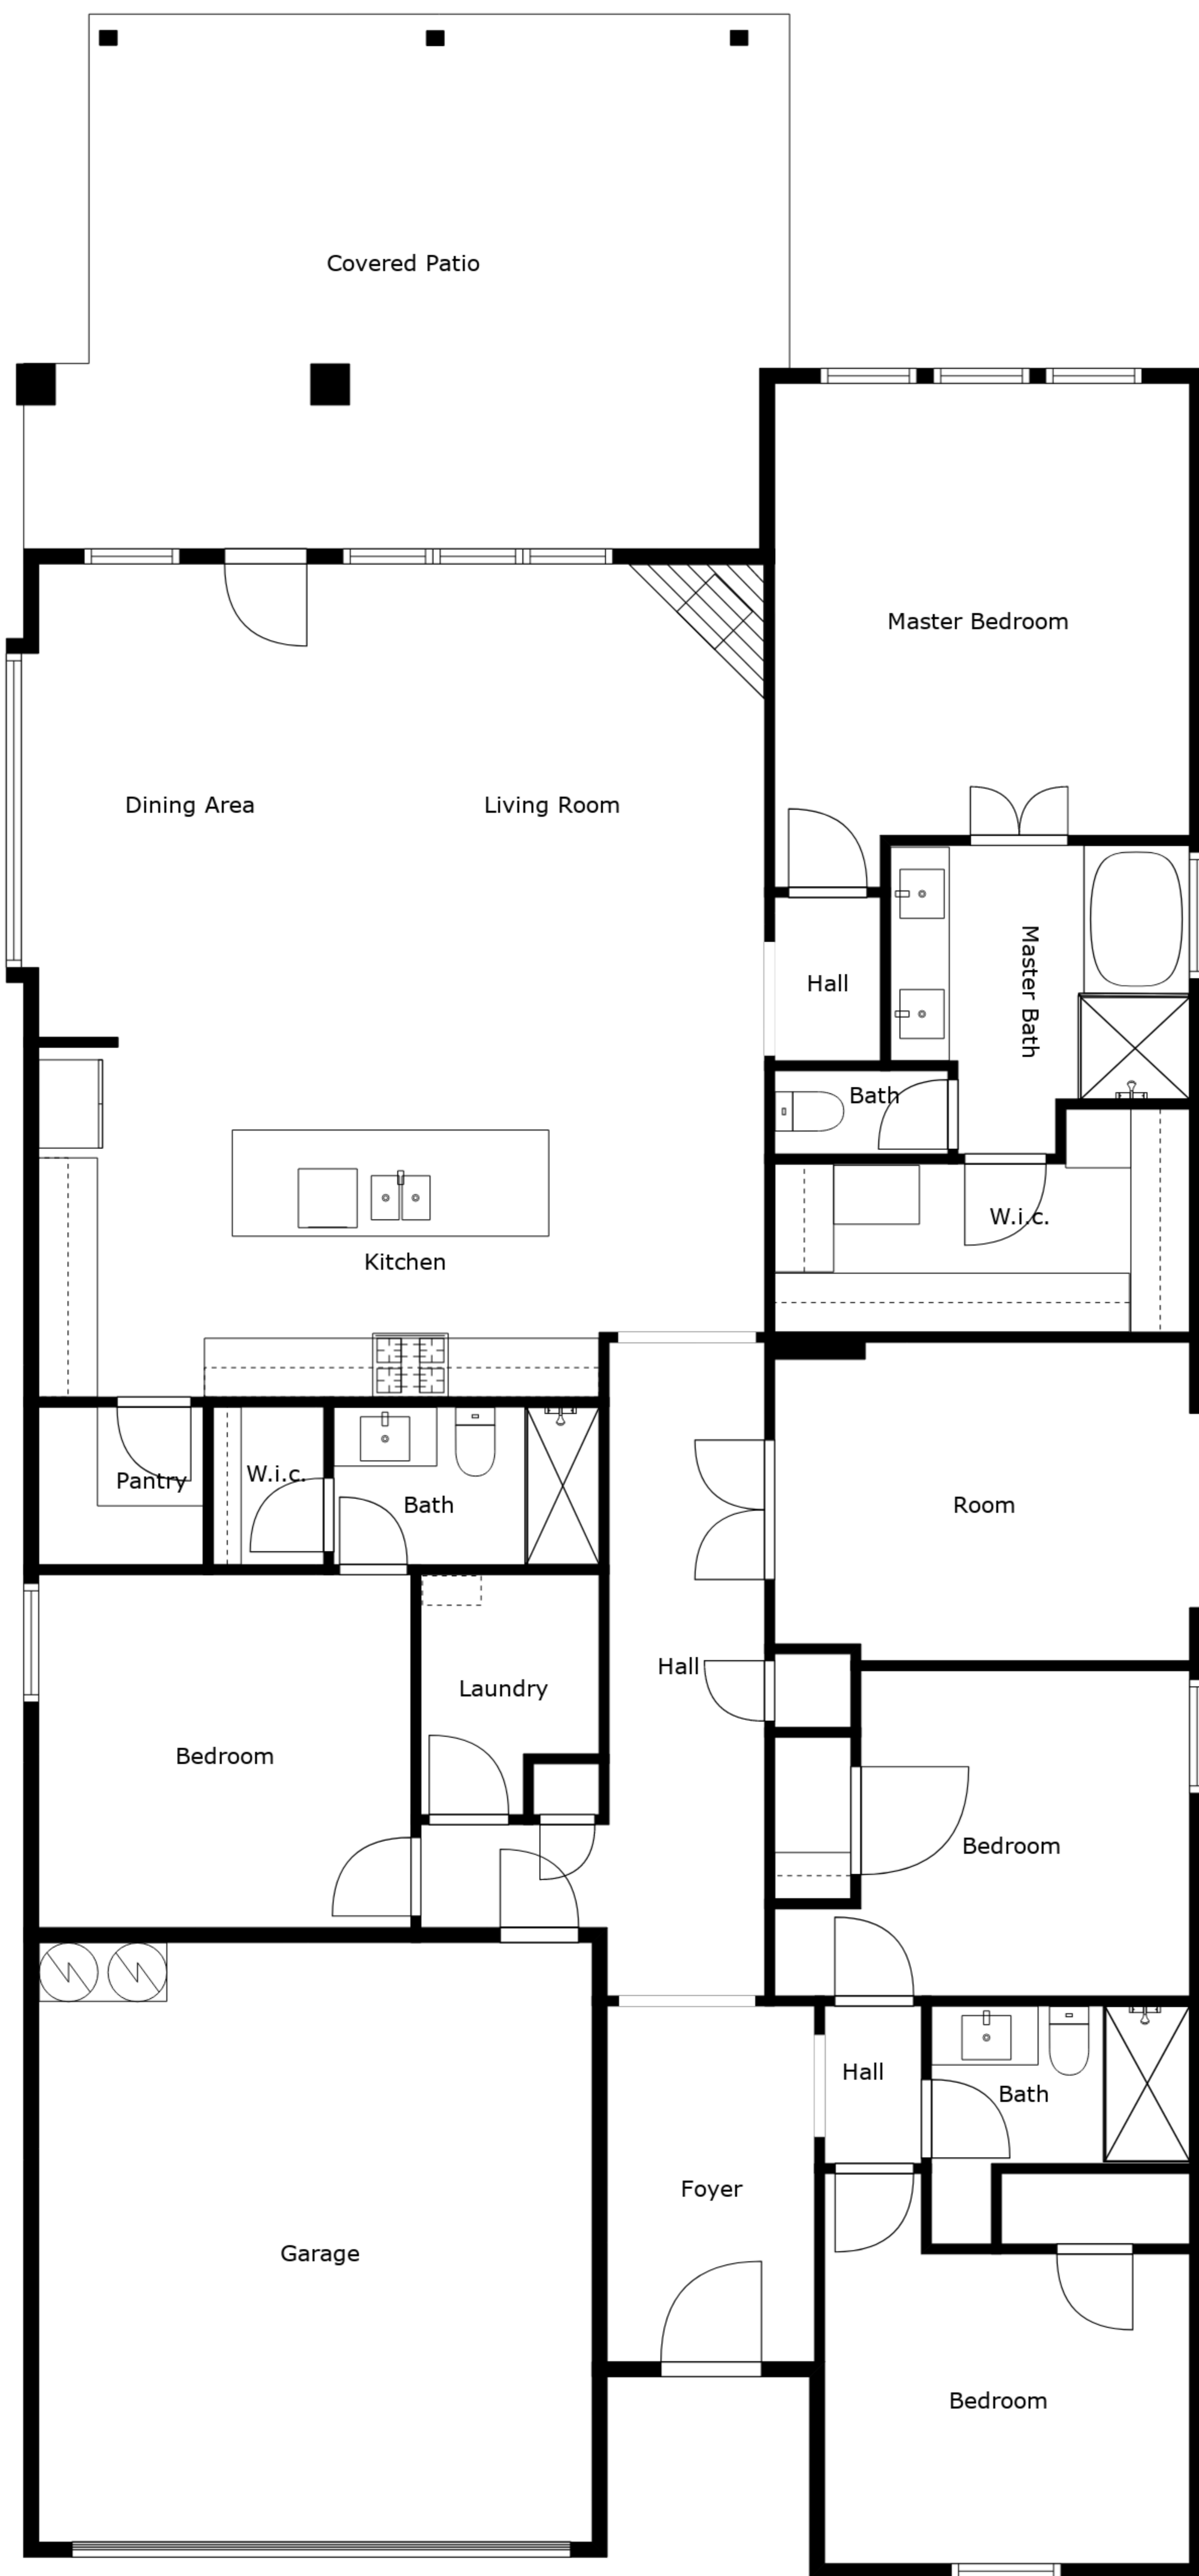 Covered Patio
Master Bedroom
Dining Area
Living Room
Hall
Master Bath
Bath
W.i.c.
Kitchen
Pantry
W.i.c.
Bath
Room
Hall
Laundry
Bedroom
Bedroom
Hall
Bath
Foyer
Garage
Bedroom